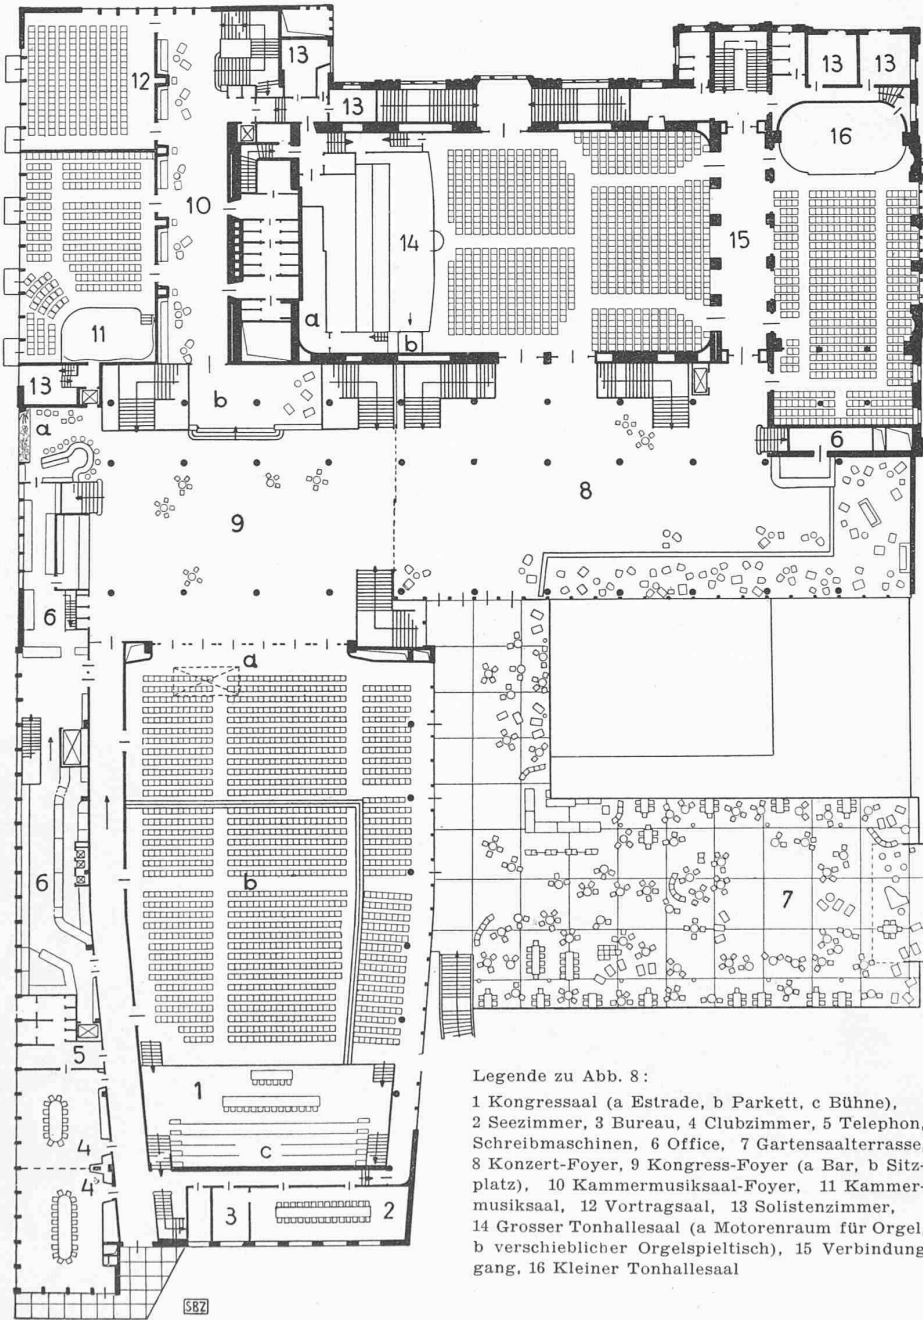 13
12
13
13
13
13
16
10
14
15
11
a
b
13
b
a
6
9
8
6
a
b
6
7
5
1
4
c
4
3
2
SBZ
Legende zu Abb. 8:
1 Kongressaal (a Estrade, b Parkett, c Bühne),
2 Seezimmer, 3 Bureau, 4 Clubzimmer, 5 Telephon,
Schreibmaschinen, 6 Office, 7 Gartensaalterrasse,
8 Konzert-Foyer, 9 Kongress-Foyer (a Bar, b Sitz-
platz), 10 Kammermusiksaal-Foyer, 11 Kammer-
musiksaal, 12 Vortragsaal, 13 Solistenzimmer,
14 Grosser Tonhallesaal (a Motorenraum für Orgel,
b verschieblicher Orgelspieltisch), 15 Verbindung
gang, 16 Kleiner Tonhallesaal